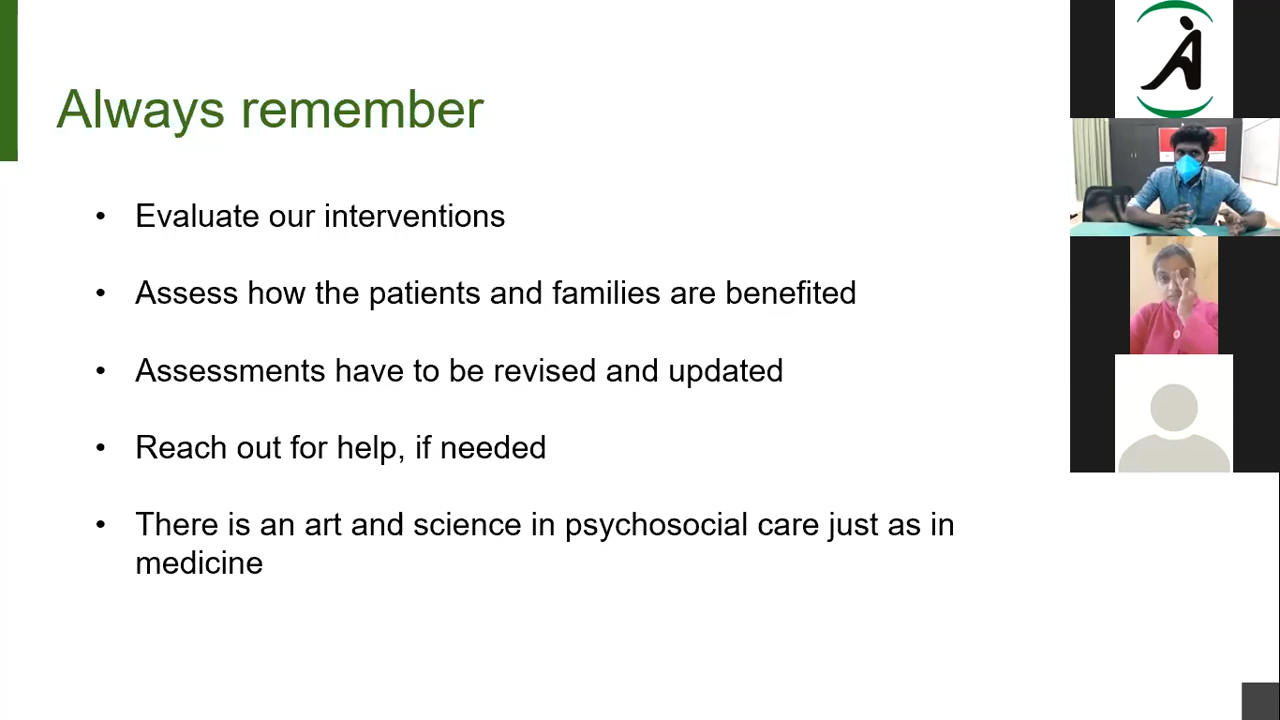 Always remember
• Evaluate our interventions
• Assess how the patients and families are benefited
• Assessments have to be revised and updated
• Reach out for help, if needed
• There is an art and science in psychosocial care just as in
medicine